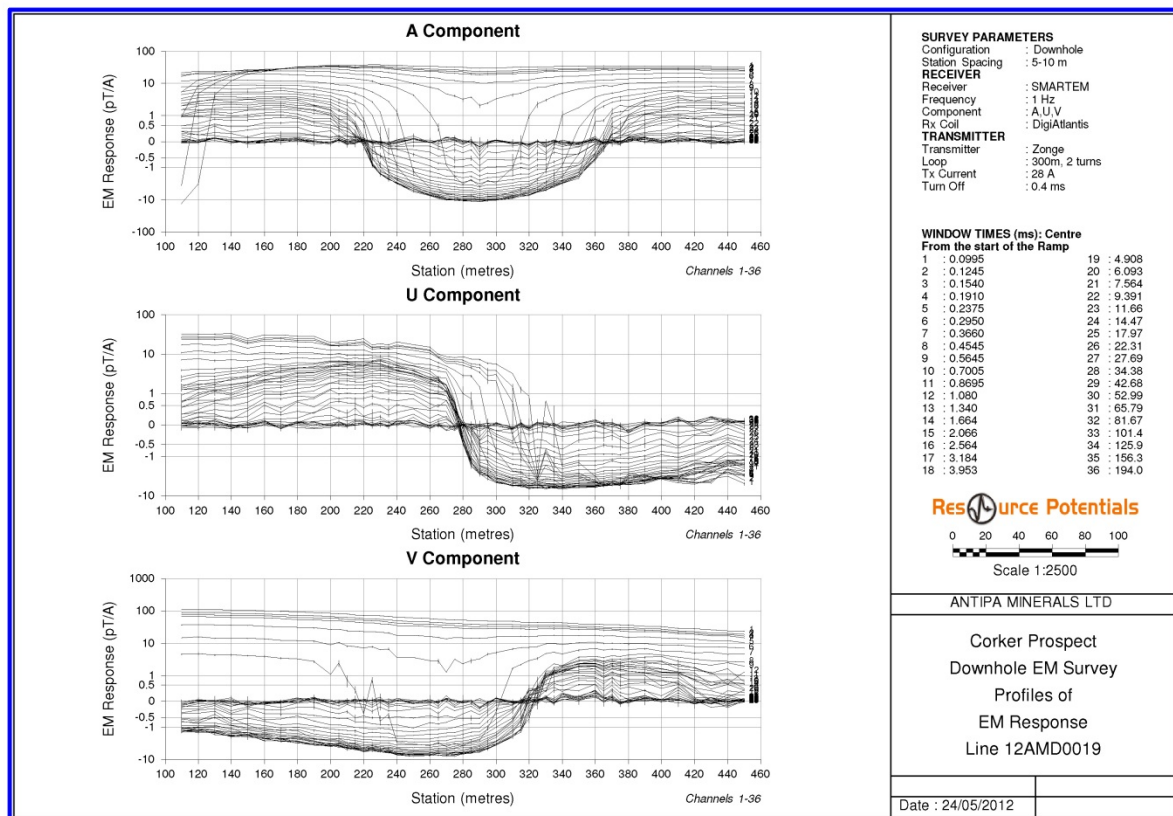 A Component
EM Response (pT/A)
100
10
1
0.5
0
-0.5
-1
-10
-100
100 120 140 160 180 200 220 240 260 280 300 320 340 360 380 400 420 440 460
Station (metres)
Channels 1-36
U Component
EM Response (pT/A)
100
10
1
0.5
0
-0.5
-1
-10
100 120 140 160 180 200 220 240 260 280 300 320 340 360 380 400 420 440 460
Station (metres)
Channels 1-36
V Component
EM Response (pT/A)
1000
100
10
1
0.5
0
-0.5
-1
-10
100 120 140 160 180 200 220 240 260 280 300 320 340 360 380 400 420 440 460
Station (metres)
Channels 1-36
SURVEY PARAMETERS
Configuration : Downhole
Station Spacing : 5-10 m
RECEIVER
Receiver : SMARTEM
Frequency : 1 Hz
Component : A,U,V
Rx Coil : DigiAtlantis
TRANSMITTER
Transmitter : Zonge
Loop : 300m, 2 turns
Tx Current : 28 A
Turn Off : 0.4 ms
WINDOW TIMES (ms): Centre
From the start of the Ramp
1 : 0.0995 19 : 4.908
2 : 0.1245 20 : 6.093
3 : 0.1540 21 : 7.564
4 : 0.1910 22 : 9.391
5 : 0.2375 23 : 11.66
6 : 0.2950 24 : 14.47
7 : 0.3660 25 : 17.97
8 : 0.4545 26 : 22.31
9 : 0.5645 27 : 27.69
10 : 0.7005 28 : 34.38
11 : 0.8695 29 : 42.68
12 : 1.080 30 : 52.99
13 : 1.340 31 : 65.79
14 : 1.664 32 : 81.67
15 : 2.066 33 : 101.4
16 : 2.564 34 : 125.9
17 : 3.184 35 : 156.3
18 : 3.953 36 : 194.0
Resource Potentials
0 20 40 60 80 100
Scale 1:2500
ANTIPA MINERALS LTD
Corker Prospect
Downhole EM Survey
Profiles of
EM Response
Line 12AMD0019
Date : 24/05/2012